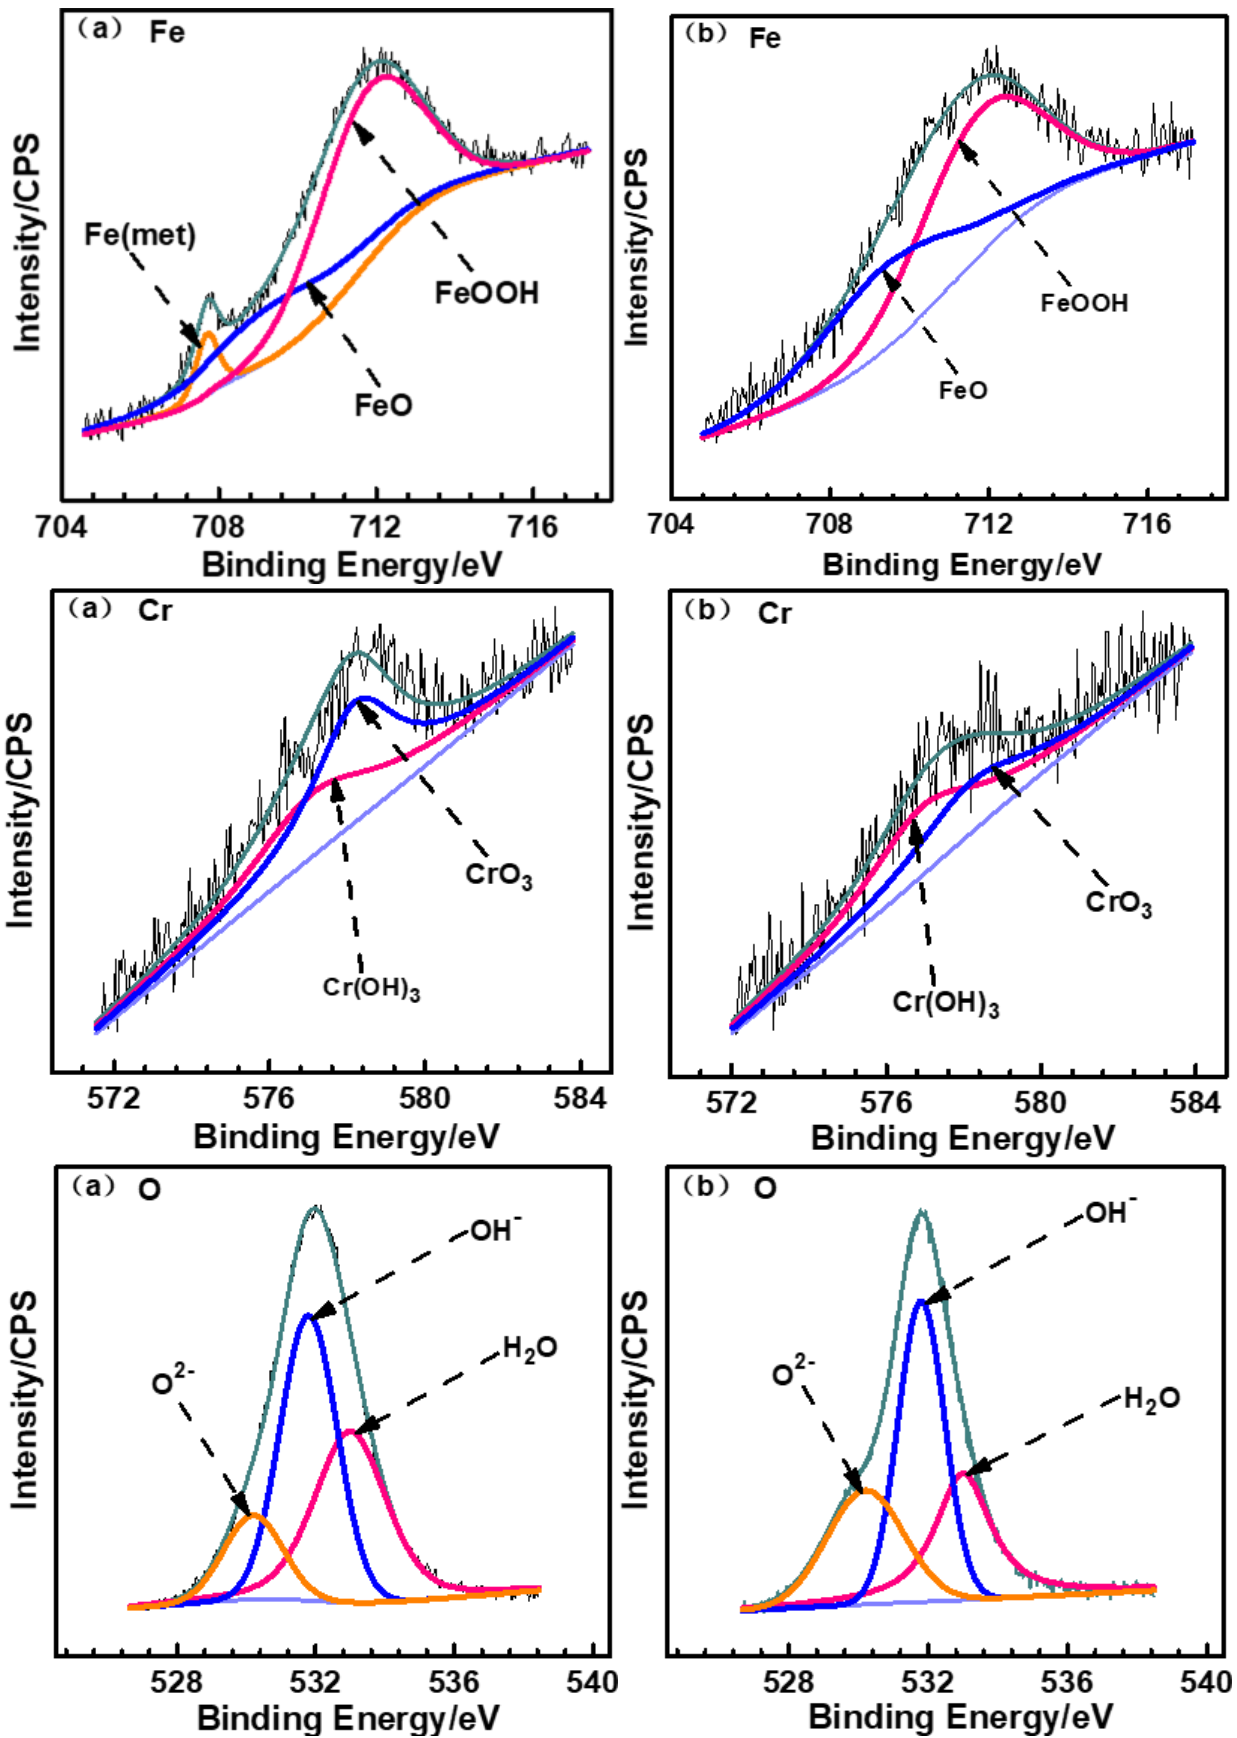 (a) Fe
Intensity/CPS
Fe(met)
FeOOH
FeO
704 708 712 716
Binding Energy/eV
(b) Fe
Intensity/CPS
FeOOH
FeO
704 708 712 716
Binding Energy/eV
(a) Cr
Intensity/CPS
CrO₃
Cr(OH)₃
572 576 580 584
Binding Energy/eV
(b) Cr
Intensity/CPS
CrO₃
Cr(OH)₃
572 576 580 584
Binding Energy/eV
(a) O
Intensity/CPS
OH⁻
H₂O
O²⁻
528 532 536 540
Binding Energy/eV
(b) O
Intensity/CPS
OH⁻
O²⁻
H₂O
528 532 536 540
Binding Energy/eV